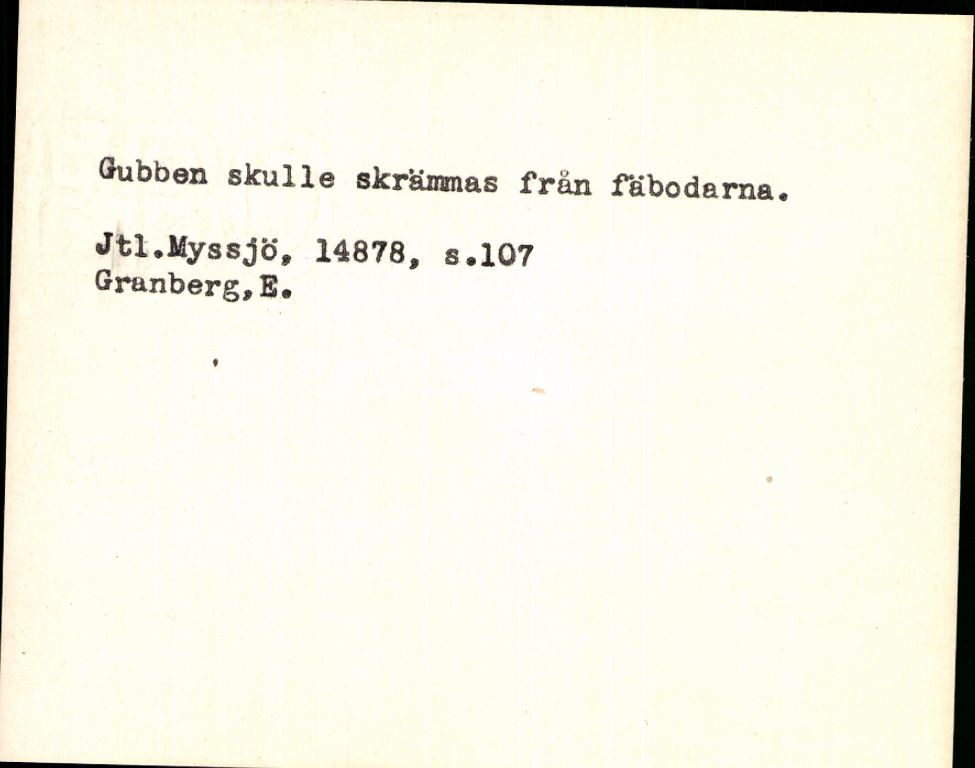 Gubben skulle skrämmas från fäbodarna.
Jtl.Myssjö, 14878, s.107
Granberg,E.